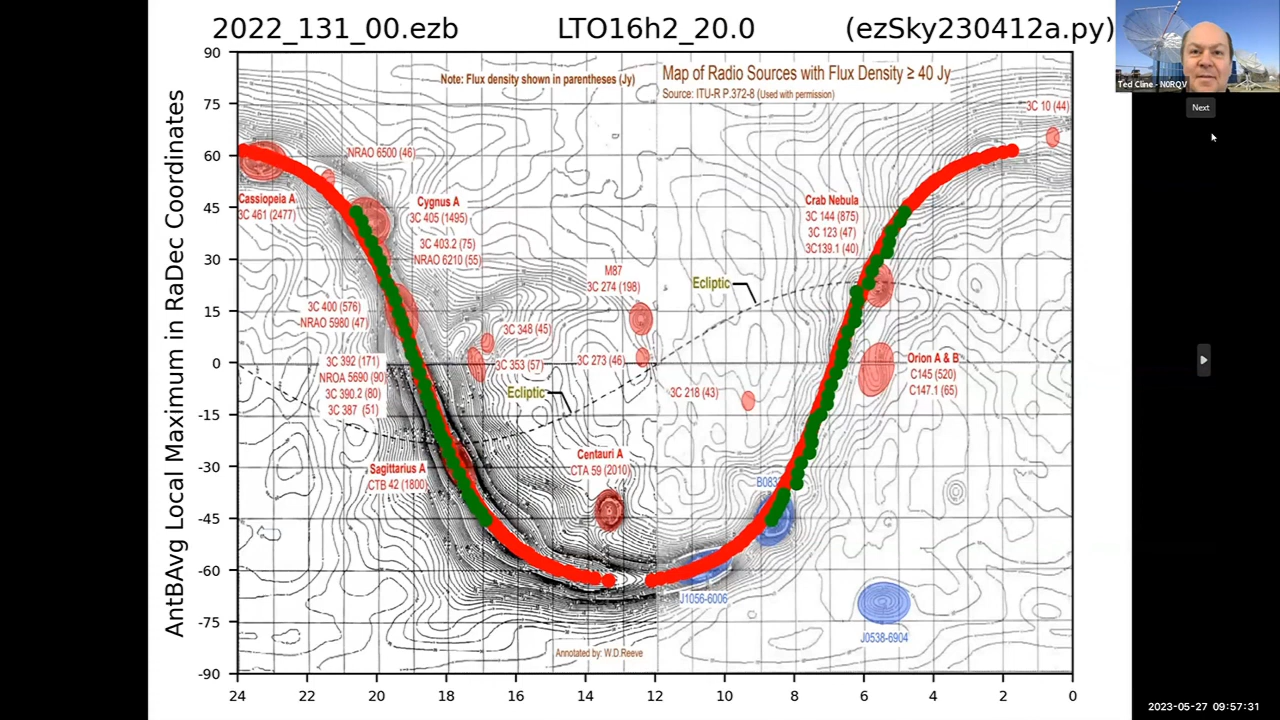 2022_131_00.ezb LTO16h2_20.0 (ezSky230412a.py)
Ted Cline - N0RQV
Next
AntBAvg Local Maximum in RaDec Coordinates
90
75
60
45
30
15
0
-15
-30
-45
-60
-75
-90
Note: Flux density shown in parentheses (Jy)
Map of Radio Sources with Flux Density ≥ 40 Jy
Source: ITU-R P.372-8 (Used with permission)
3C 10 (44)
NRAO 6500 (46)
Cassiopeia A
3C 461 (2477)
Cygnus A
3C 405 (1495)
3C 403.2 (75)
NRAO 6210 (55)
Crab Nebula
3C 144 (875)
3C 123 (47)
3C139.1 (40)
M87
3C 274 (198)
Ecliptic
3C 400 (576)
NRAO 5980 (47)
3C 348 (45)
3C 353 (57)
3C 273 (46)
3C 392 (171)
NROA 5690 (90)
3C 390.2 (80)
3C 387 (51)
Orion A & B
C145 (520)
C147.1 (65)
Ecliptic
3C 218 (43)
Sagittarius A
CTB 42 (1800)
Centauri A
CTA 59 (2010)
J1056-6006
J0538-6904
Annotated by: W.D.Reeve
24 22 20 18 16 14 12 10 8 6 4 2 0
2023-05-27 09:57:31